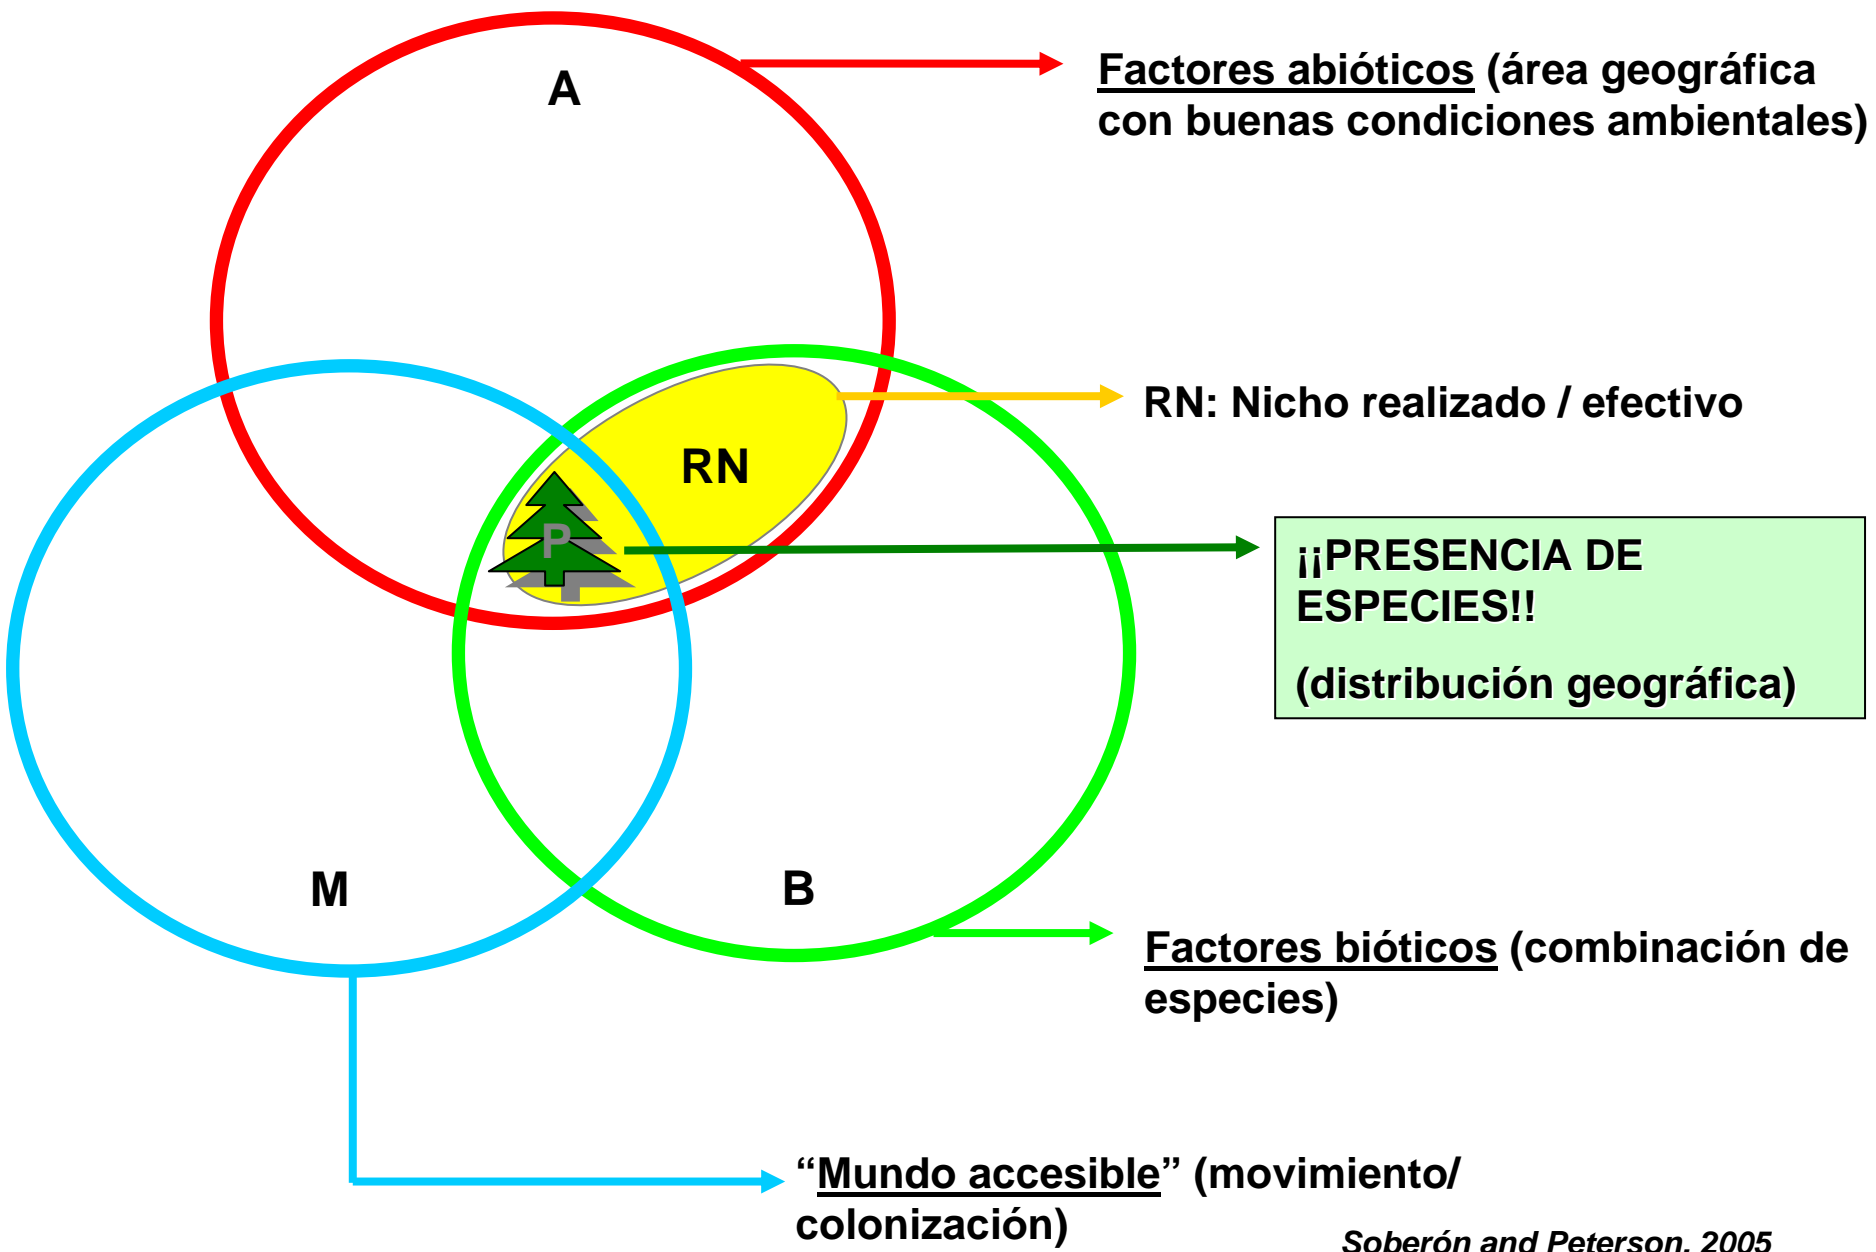 A
Factores abióticos (área geográfica
con buenas condiciones ambientales)
RN: Nicho realizado / efectivo
RN
P
¡¡PRESENCIA DE
ESPECIES!!
(distribución geográfica)
M
B
Factores bióticos (combinación de
especies)
“Mundo accesible” (movimiento/
colonización)
Soberón and Peterson, 2005